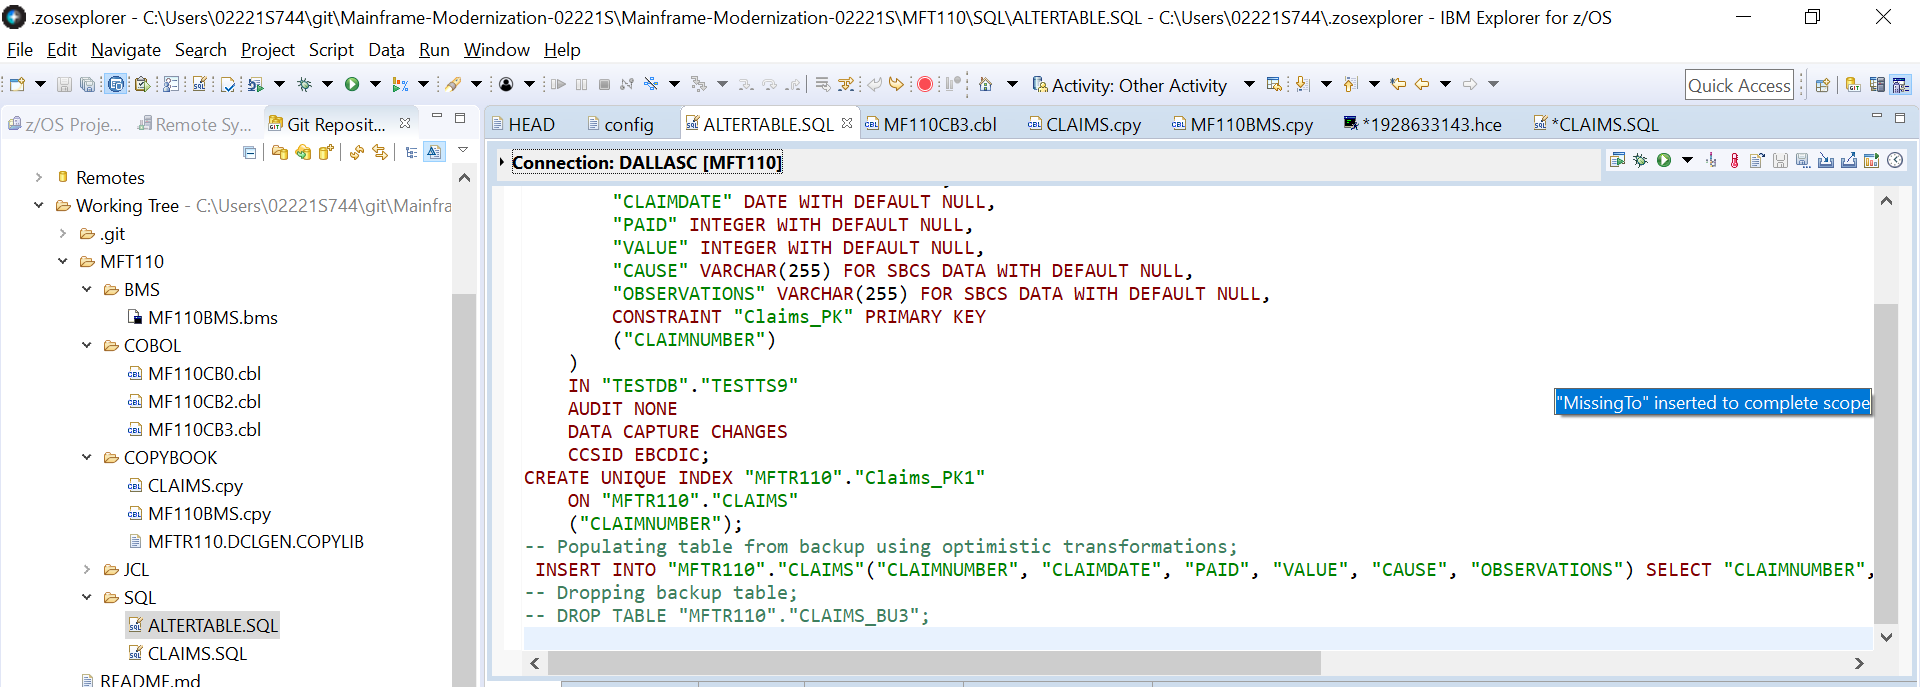 .zosexplorer - C:\Users\02221S744\git\Mainframe-Modernization-02221S\Mainframe-Modernization-02221S\MFT110\SQL\ALTERTABLE.SQL - C:\Users\02221S744\.zosexplorer - IBM Explorer for z/OS
File Edit Navigate Search Project Script Data Run Window Help
Activity: Other Activity Quick Access
z/OS Proje... Remote Sy... Git Reposit... HEAD config ALTERTABLE.SQL MF110CB3.cbl CLAIMS.cpy MF110BMS.cpy *1928633143.hce *CLAIMS.SQL
Connection: DALLASC [MFT110]
Remotes
Working Tree - C:\Users\02221S744\git\Mainfra
.git
MFT110
BMS
MF110BMS.bms
COBOL
MF110CB0.cbl
MF110CB2.cbl
MF110CB3.cbl
COPYBOOK
CLAIMS.cpy
MF110BMS.cpy
MFTR110.DCLGEN.COPYLIB
JCL
SQL
ALTERTABLE.SQL
CLAIMS.SQL
README.md
"CLAIMDATE" DATE WITH DEFAULT NULL,
"PAID" INTEGER WITH DEFAULT NULL,
"VALUE" INTEGER WITH DEFAULT NULL,
"CAUSE" VARCHAR(255) FOR SBCS DATA WITH DEFAULT NULL,
"OBSERVATIONS" VARCHAR(255) FOR SBCS DATA WITH DEFAULT NULL,
CONSTRAINT "Claims_PK" PRIMARY KEY
("CLAIMNUMBER")
)
IN "TESTDB"."TESTTS9"
AUDIT NONE
DATA CAPTURE CHANGES
CCSID EBCDIC;
CREATE UNIQUE INDEX "MFTR110"."Claims_PK1"
ON "MFTR110"."CLAIMS"
("CLAIMNUMBER");
-- Populating table from backup using optimistic transformations;
INSERT INTO "MFTR110"."CLAIMS"("CLAIMNUMBER", "CLAIMDATE", "PAID", "VALUE", "CAUSE", "OBSERVATIONS") SELECT "CLAIMNUMBER",
-- Dropping backup table;
-- DROP TABLE "MFTR110"."CLAIMS_BU3";
"MissingTo" inserted to complete scope